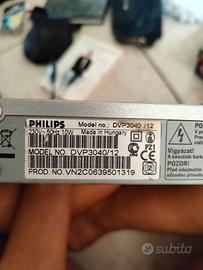 PHILIPS Model no.: DVP3040 /12
230V~ 50Hz 10W Made in Hungary
MODEL NO. DVP3040/12
PROD. NO. VN2C0639501319
Vigyázat!
POZOR!
subito